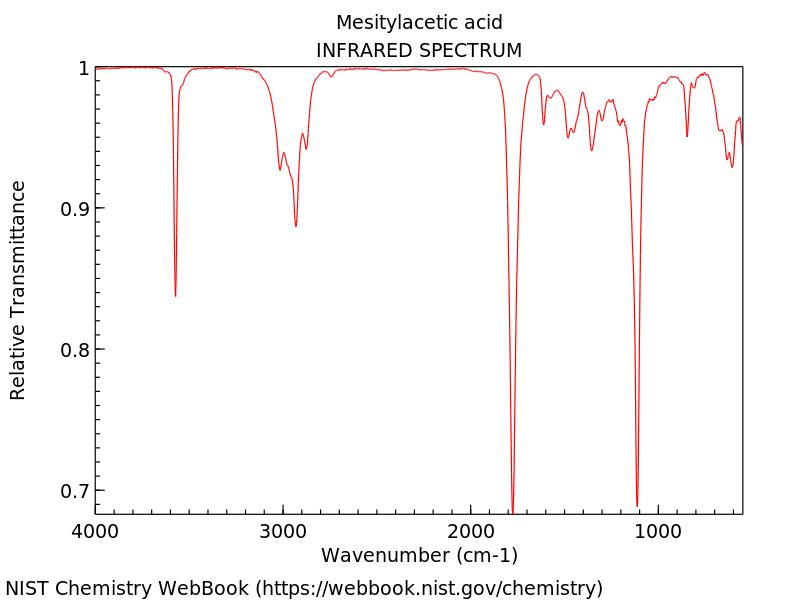 Mesitylacetic acid
INFRARED SPECTRUM
Relative Transmittance
1
0.9
0.8
0.7
4000 3000 2000 1000
Wavenumber (cm-1)
NIST Chemistry WebBook (https://webbook.nist.gov/chemistry)